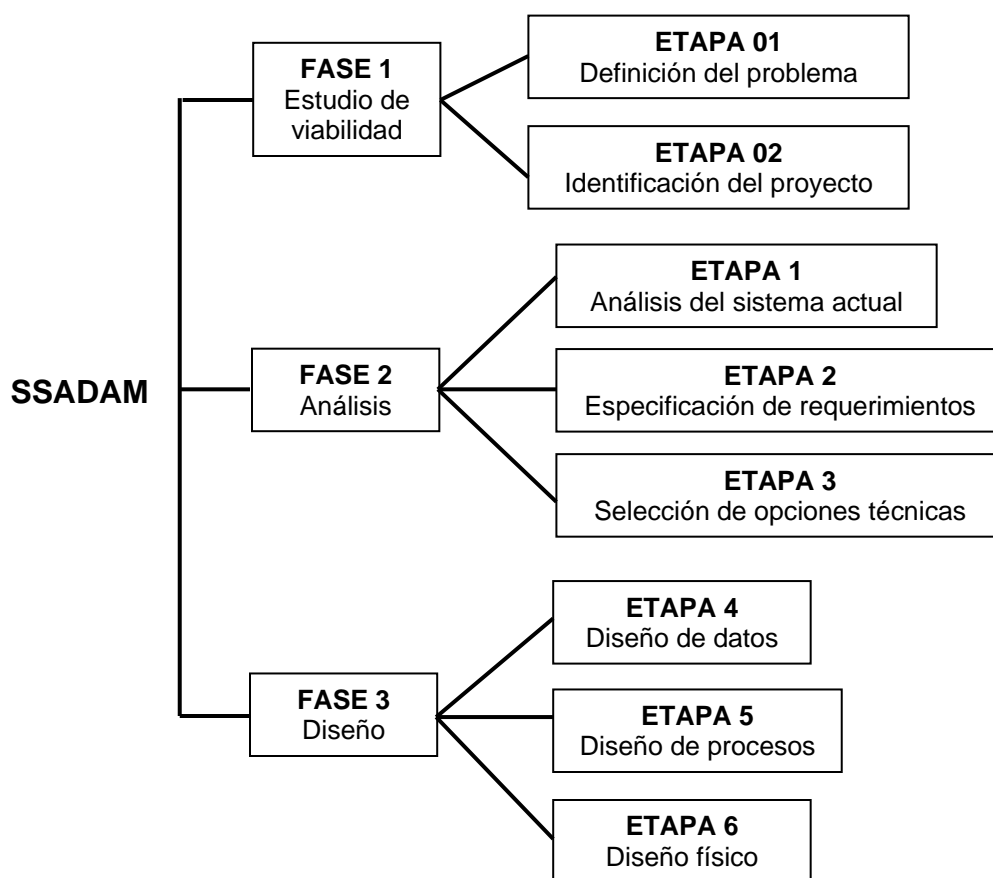 SSADAM
FASE 1
Estudio de
viabilidad
ETAPA 01
Definición del problema
ETAPA 02
Identificación del proyecto
FASE 2
Análisis
ETAPA 1
Análisis del sistema actual
ETAPA 2
Especificación de requerimientos
ETAPA 3
Selección de opciones técnicas
FASE 3
Diseño
ETAPA 4
Diseño de datos
ETAPA 5
Diseño de procesos
ETAPA 6
Diseño físico